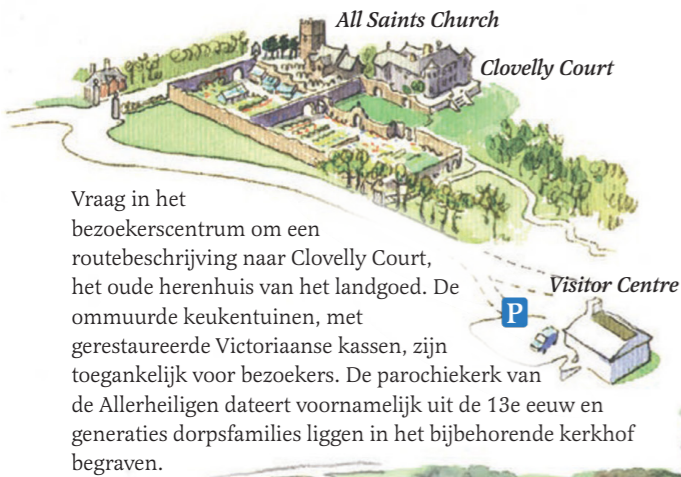 All Saints Church
Clovelly Court
Vraag in het
bezoekerscentrum om een
routebeschrijving naar Clovelly Court,
het oude herenhuis van het landgoed. De
ommuurde keukentuinen, met
gerestaureerde Victoriaanse kassen, zijn
toegankelijk voor bezoekers. De parochiekerk van
de Allerheiligen dateert voornamelijk uit de 13e eeuw en
generaties dorpsfamilies liggen in het bijbehorende kerkhof
begraven.
Visitor Centre
P